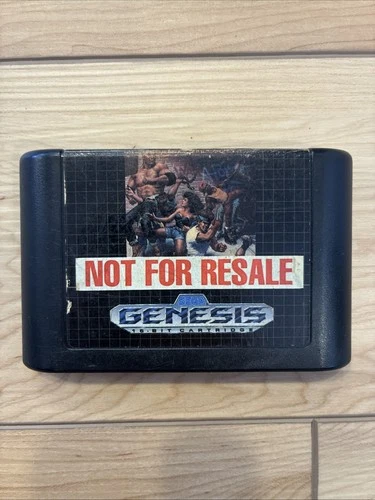 NOT FOR RESALE
SEGA
GENESIS
16-BIT CARTRIDGE